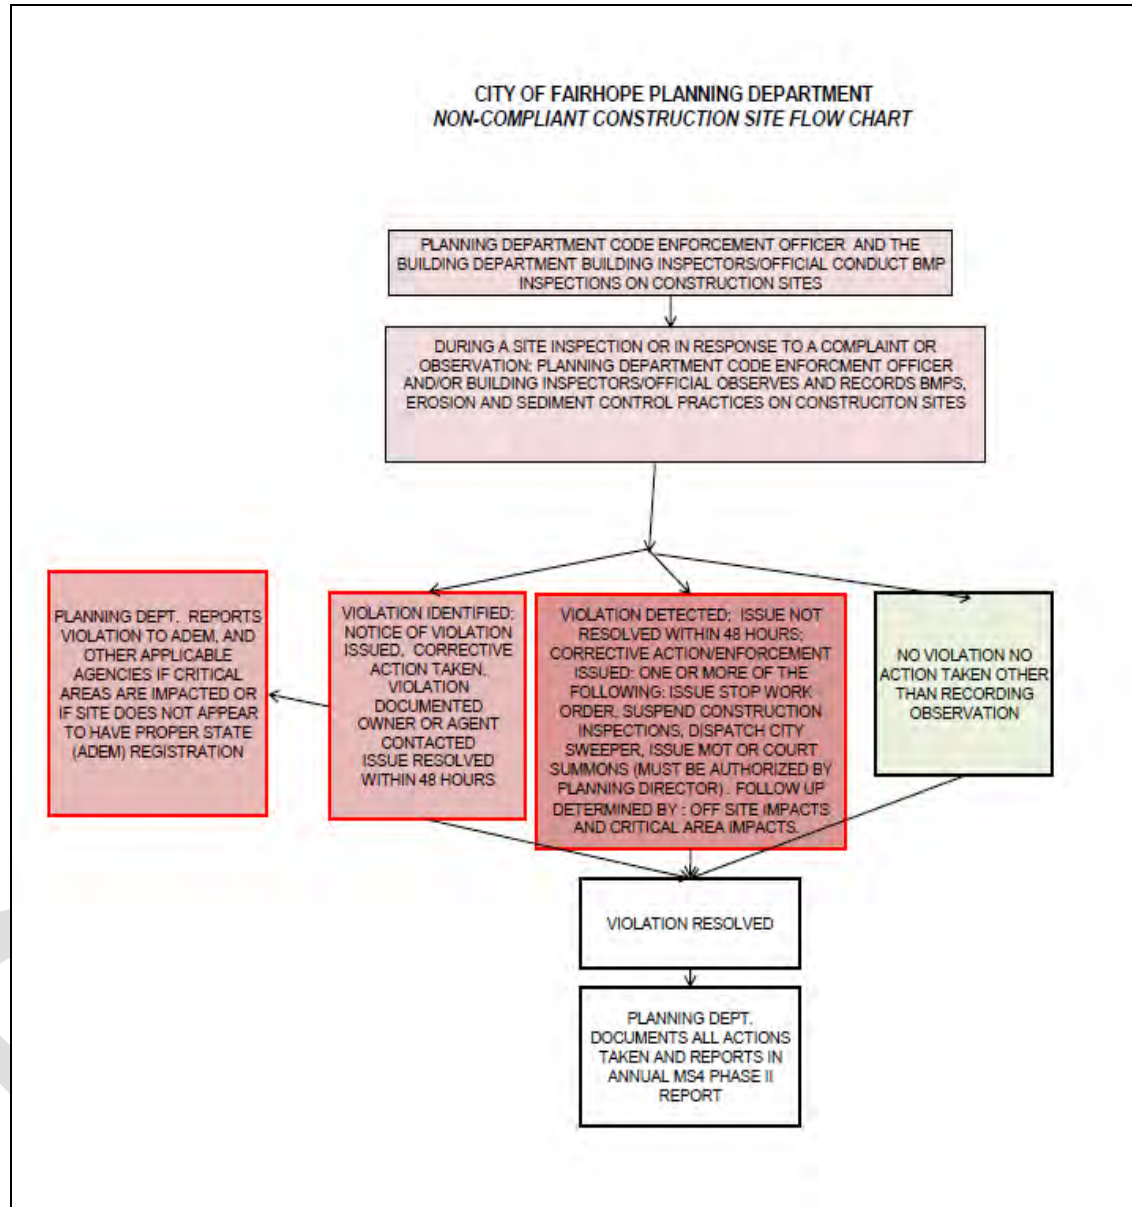 CITY OF FAIRHOPE PLANNING DEPARTMENT
NON-COMPLIANT CONSTRUCTION SITE FLOW CHART
PLANNING DEPARTMENT CODE ENFORCEMENT OFFICER AND THE
BUILDING DEPARTMENT BUILDING INSPECTORS/OFFICIAL CONDUCT BMP
INSPECTIONS ON CONSTRUCTION SITES
DURING A SITE INSPECTION OR IN RESPONSE TO A COMPLAINT OR
OBSERVATION: PLANNING DEPARTMENT CODE ENFORCMENT OFFICER
AND/OR BUILDING INSPECTORS/OFFICIAL OBSERVES AND RECORDS BMPS,
EROSION AND SEDIMENT CONTROL PRACTICES ON CONSTRUCITON SITES
PLANNING DEPT. REPORTS
VIOLATION TO ADEM, AND
OTHER APPLICABLE
AGENCIES IF CRITICAL
AREAS ARE IMPACTED OR
IF SITE DOES NOT APPEAR
TO HAVE PROPER STATE
(ADEM) REGISTRATION
VIOLATION IDENTIFIED:
NOTICE OF VIOLATION
ISSUED, CORRECTIVE
ACTION TAKEN,
VIOLATION
DOCUMENTED
OWNER OR AGENT
CONTACTED
ISSUE RESOLVED
WITHIN 48 HOURS
VIOLATION DETECTED; ISSUE NOT
RESOLVED WITHIN 48 HOURS;
CORRECTIVE ACTION/ENFORCEMENT
ISSUED: ONE OR MORE OF THE
FOLLOWING: ISSUE STOP WORK
ORDER, SUSPEND CONSTRUCTION
INSPECTIONS, DISPATCH CITY
SWEEPER, ISSUE MOT OR COURT
SUMMONS (MUST BE AUTHORIZED BY
PLANNING DIRECTOR). FOLLOW UP
DETERMINED BY : OFF SITE IMPACTS
AND CRITICAL AREA IMPACTS.
NO VIOLATION NO
ACTION TAKEN OTHER
THAN RECORDING
OBSERVATION
VIOLATION RESOLVED
PLANNING DEPT.
DOCUMENTS ALL ACTIONS
TAKEN AND REPORTS IN
ANNUAL MS4 PHASE II
REPORT